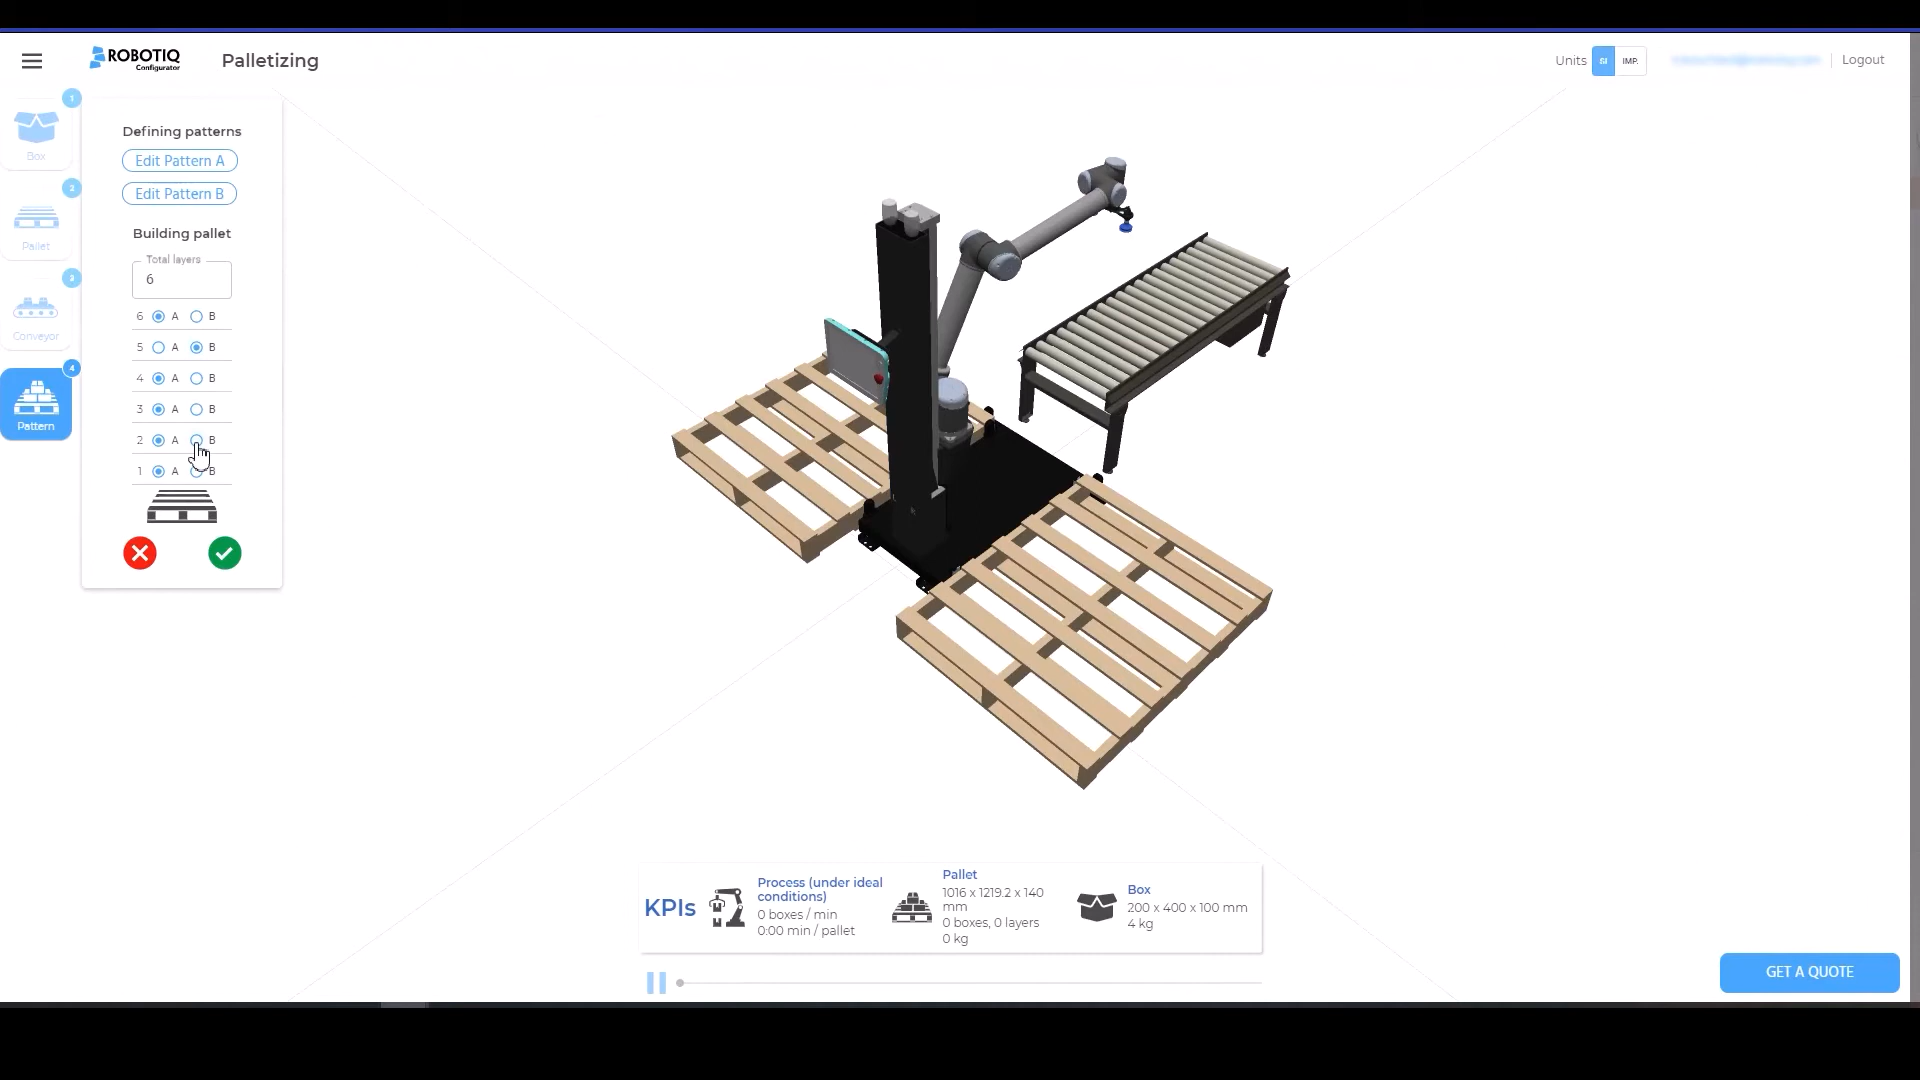 ROBOTIQ
Configurator
Palletizing
Units SI IMP.
Logout
1
Box
2
Pallet
3
Conveyor
4
Pattern
Defining patterns
Edit Pattern A
Edit Pattern B
Building pallet
Total layers
6
6 A B
5 A B
4 A B
3 A B
2 A B
1 A B
KPIs
Process (under ideal
conditions)
0 boxes / min
0:00 min / pallet
Pallet
1016 x 1219.2 x 140
mm
0 boxes, 0 layers
0 kg
Box
200 x 400 x 100 mm
4 kg
GET A QUOTE